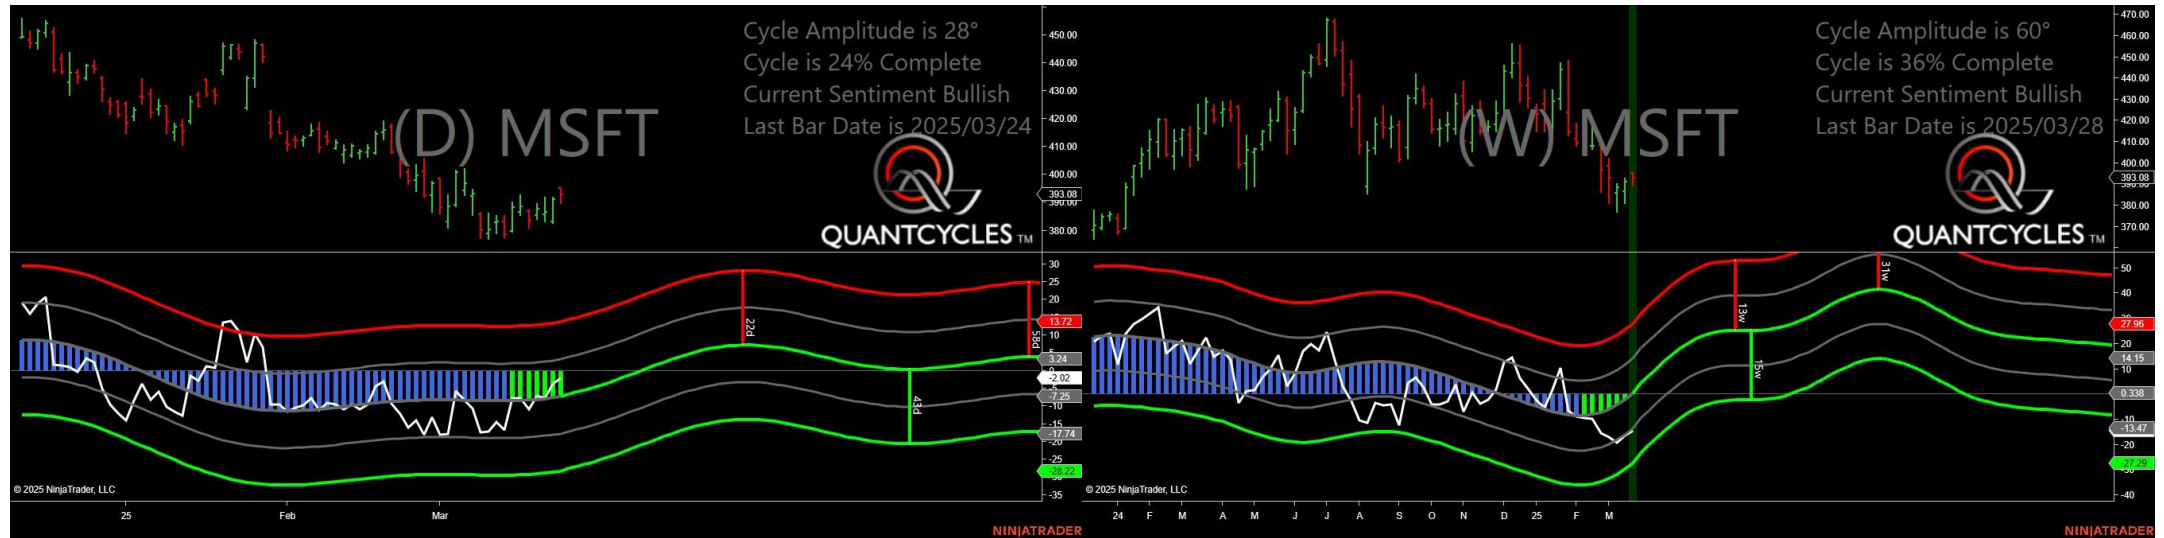 Cycle Amplitude is 28°
Cycle is 24% Complete
Current Sentiment Bullish
Last Bar Date is 2025/03/24
(D) MSFT
QUANTCYCLES TM
450.00
440.00
430.00
420.00
410.00
400.00
393.08
390.00
380.00
30
25
20
15
10
13.72
58d
3.24
-2.02
-7.25
-10
-15
-17.74
-20
-25
-28.22
-35
22d
43d
© 2025 NinjaTrader, LLC
25 Feb Mar
NINJATRADER
Cycle Amplitude is 60°
Cycle is 36% Complete
Current Sentiment Bullish
Last Bar Date is 2025/03/28
(W) MSFT
QUANTCYCLES TM
470.00
460.00
450.00
440.00
430.00
420.00
410.00
400.00
393.08
380.00
370.00
50
40
27.96
20
14.15
10
0.338
-10
-13.47
-20
-27.29
-40
13w
15w
31w
© 2025 NinjaTrader, LLC
24 F M A M J J A S O N D 25 F M
NINJATRADER